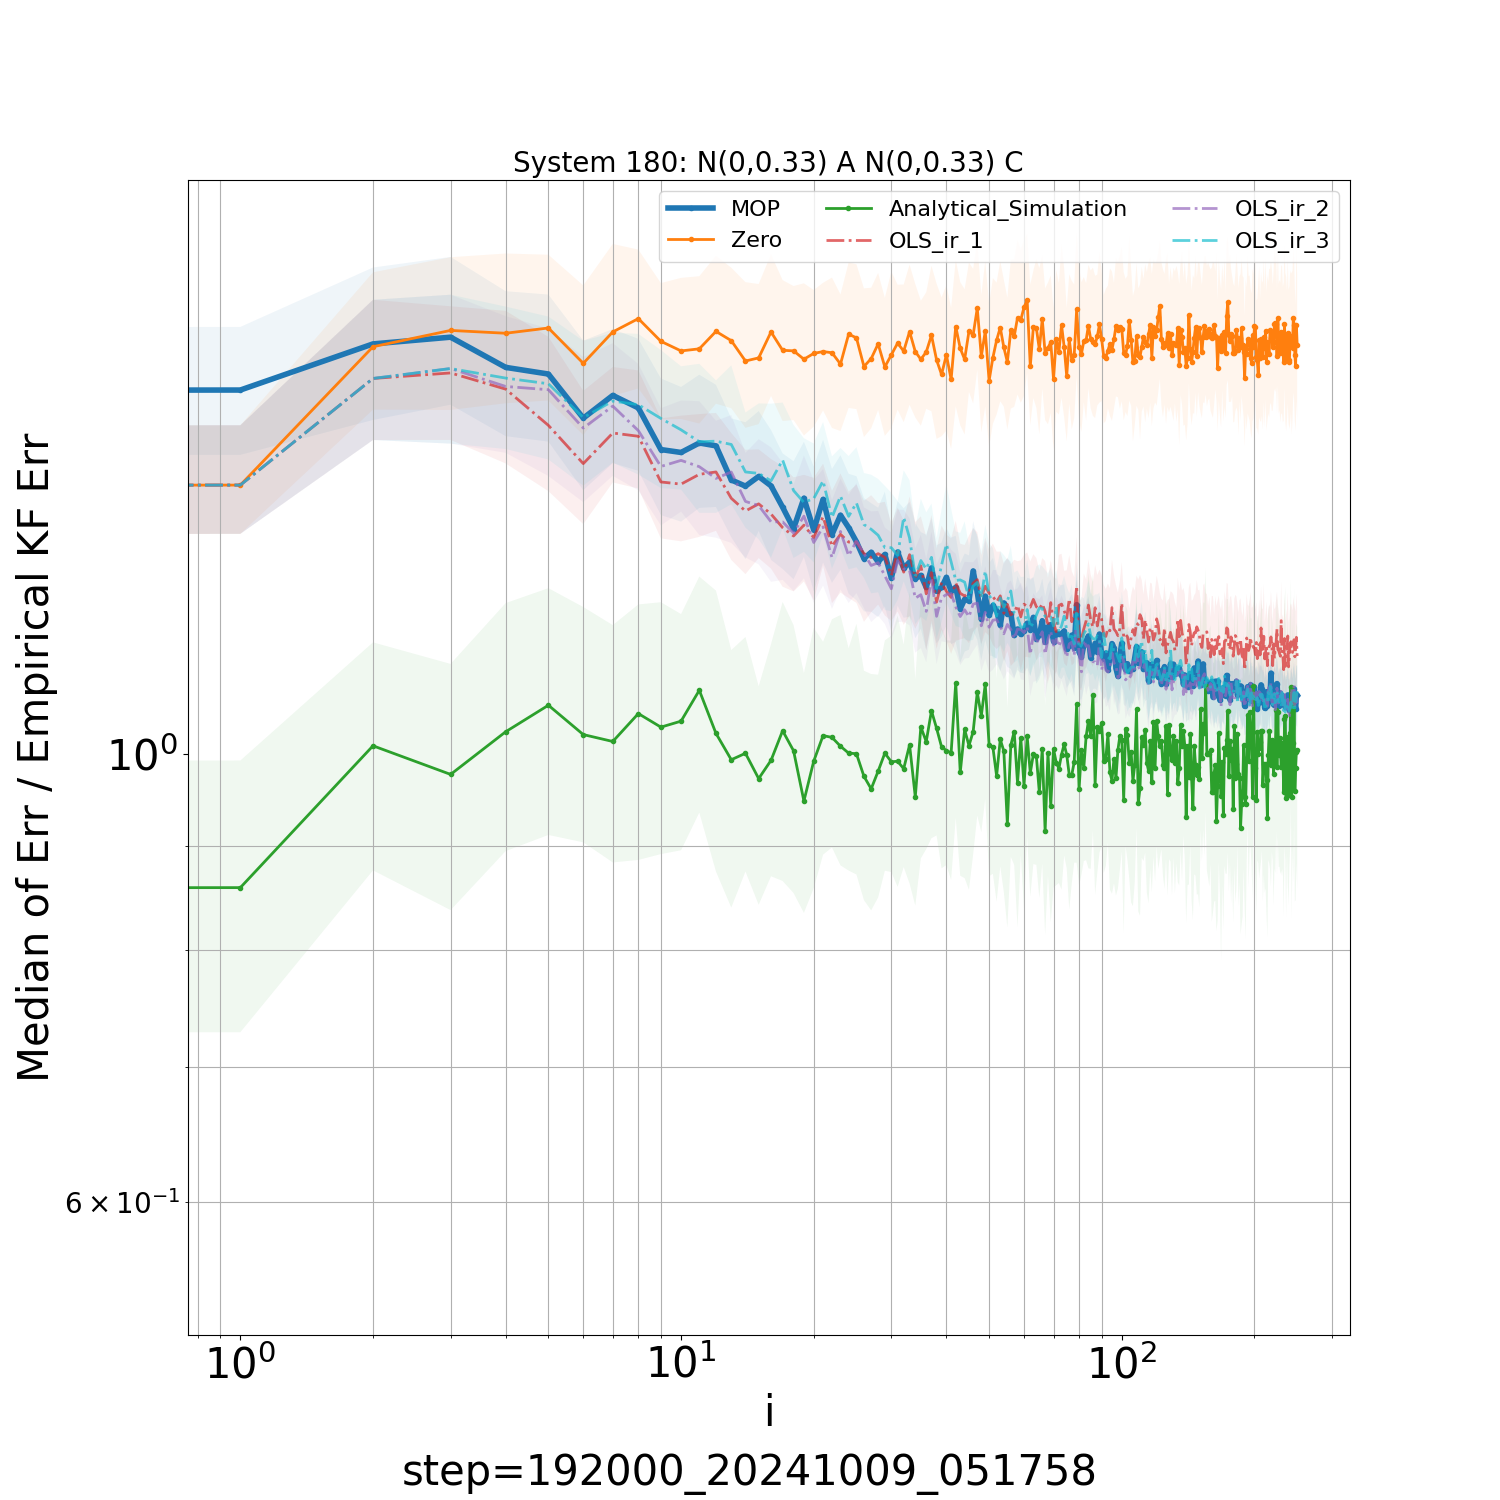 System 180: N(0,0.33) A N(0,0.33) C
MOP
Zero
Analytical_Simulation
OLS_ir_1
OLS_ir_2
OLS_ir_3
Median of Err / Empirical KF Err
10⁰
6 × 10⁻¹
10⁰ 10¹ 10²
i
step=192000_20241009_051758